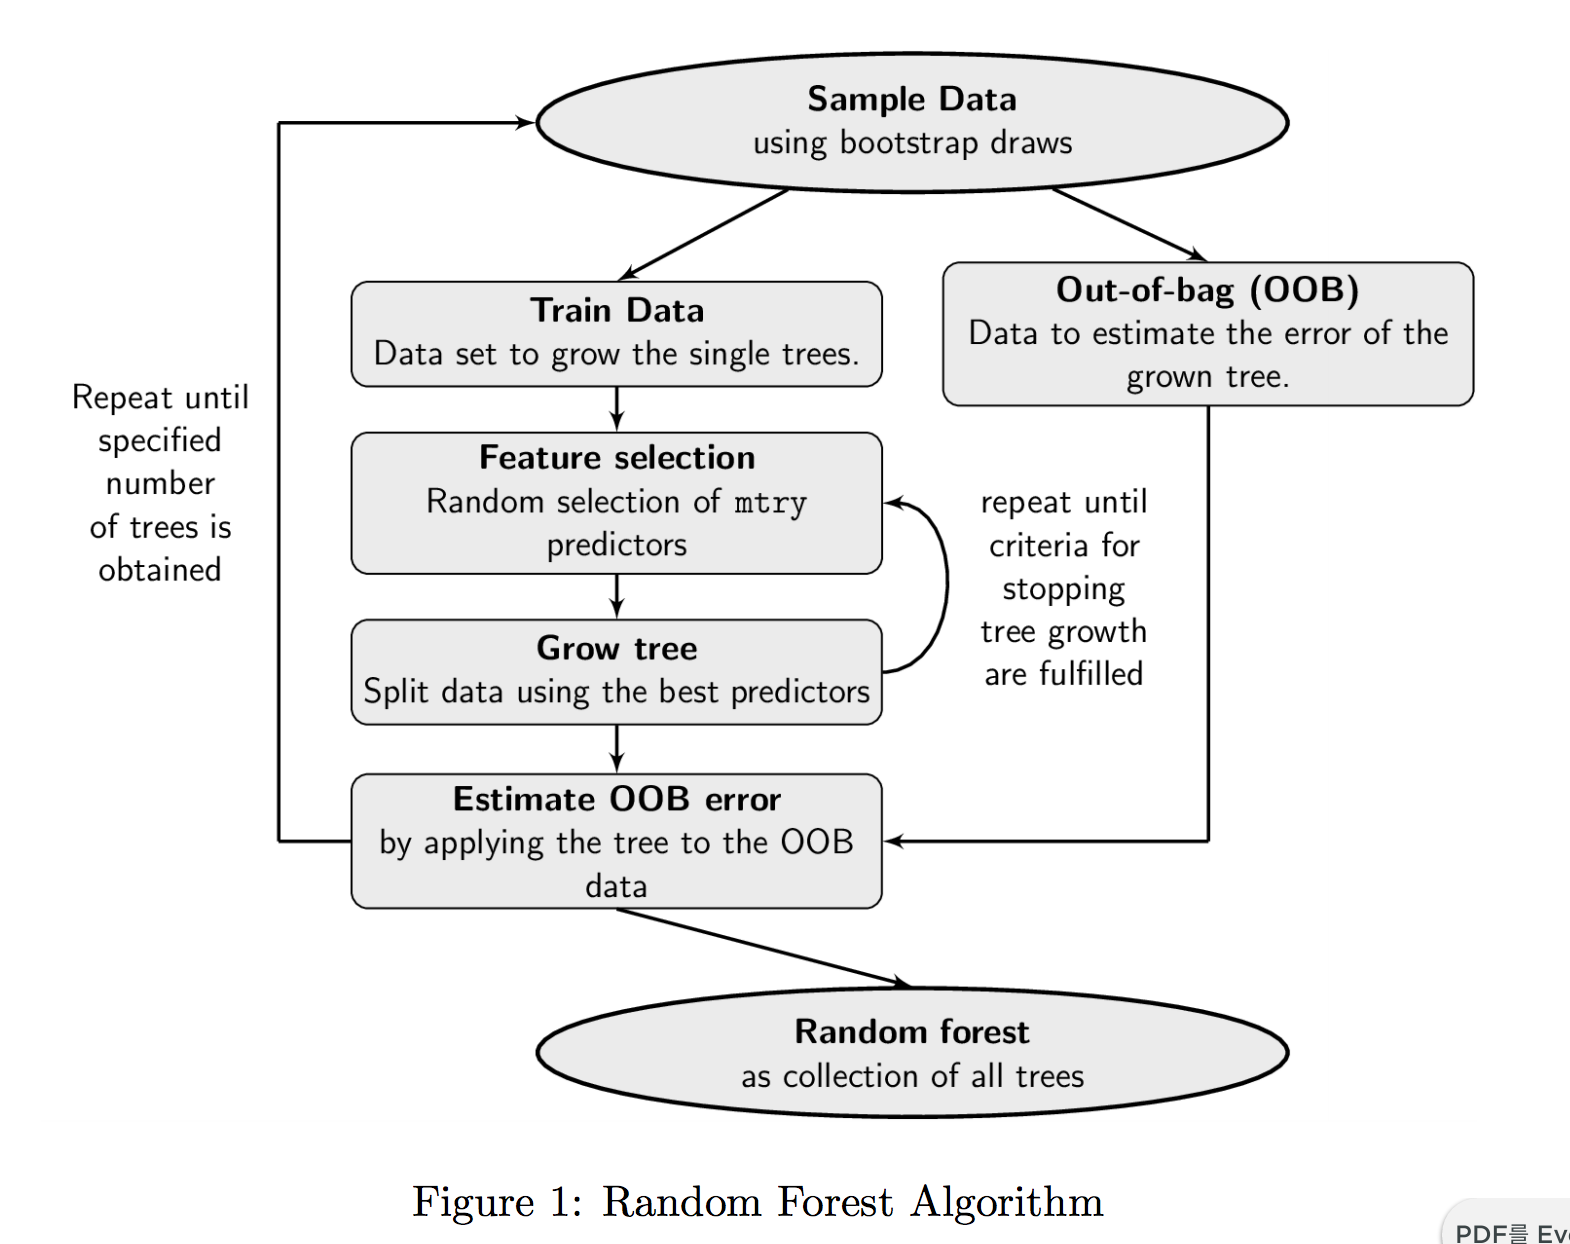 Sample Data
using bootstrap draws
Train Data
Data set to grow the single trees.
Out-of-bag (OOB)
Data to estimate the error of the
grown tree.
Repeat until
specified
number
of trees is
obtained
Feature selection
Random selection of mtry
predictors
repeat until
criteria for
stopping
tree growth
are fulfilled
Grow tree
Split data using the best predictors
Estimate OOB error
by applying the tree to the OOB
data
Random forest
as collection of all trees
Figure 1: Random Forest Algorithm
PDF를